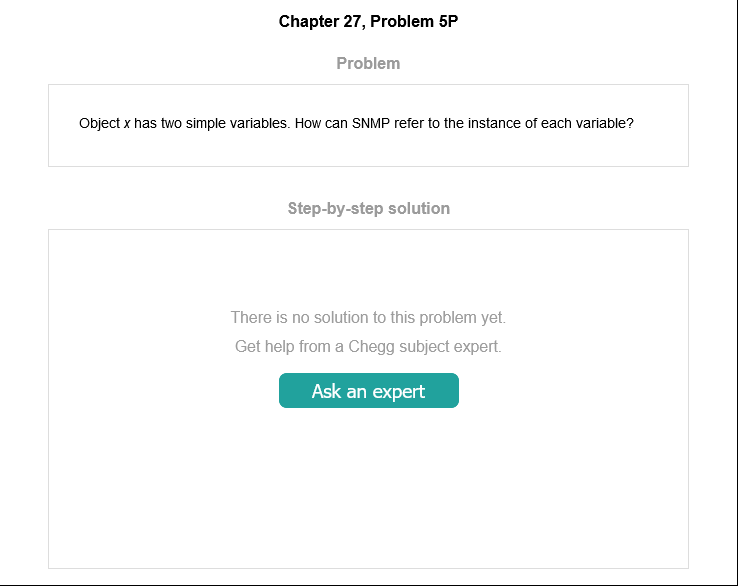 Chapter 27, Problem 5P
Problem
Object x has two simple variables. How can SNMP refer to the instance of each variable?
Step-by-step solution
There is no solution to this problem yet.
Get help from a Chegg subject expert.
Ask an expert